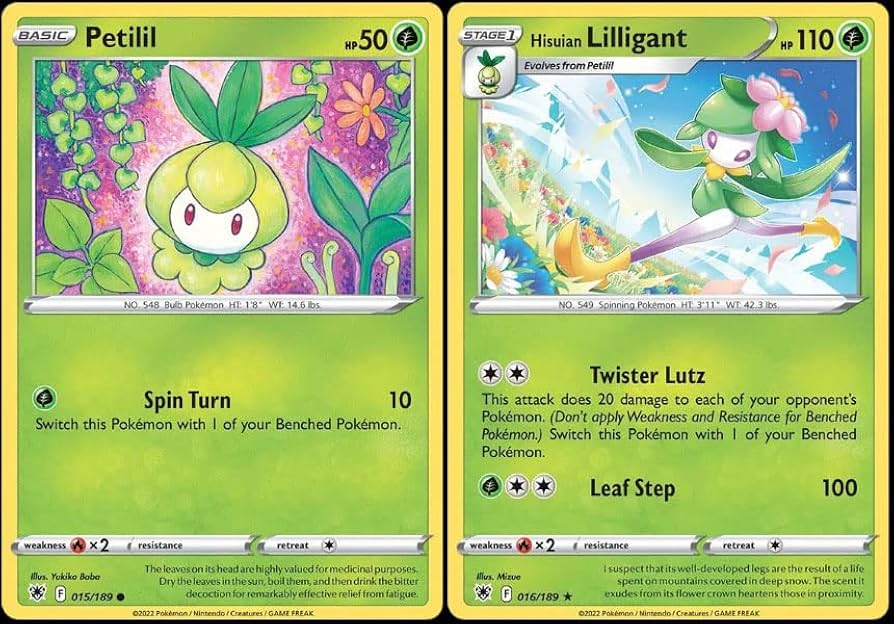 BASIC Petilil HP 50
NO. 548 Bulb Pokémon HT: 1'8" WT: 14.6 lbs.
Spin Turn 10
Switch this Pokémon with 1 of your Benched Pokémon.
weakness ×2 resistance retreat
Illus. Yukiko Baba
The leaves on its head are highly valued for medicinal purposes.
Dry the leaves in the sun, boil them, and then drink the bitter
decoction for remarkably effective relief from fatigue.
F 015/189
©2022 Pokémon / Nintendo / Creatures / GAME FREAK
STAGE 1 Hisuian Lilligant HP 110
Evolves from Petilil
NO. 549 Spinning Pokémon HT: 3'11" WT: 42.3 lbs.
Twister Lutz
This attack does 20 damage to each of your opponent's
Pokémon. (Don't apply Weakness and Resistance for Benched
Pokémon.) Switch this Pokémon with 1 of your Benched
Pokémon.
Leaf Step 100
weakness ×2 resistance retreat
Illus. Mizue
I suspect that its well-developed legs are the result of a life
spent on mountains covered in deep snow. The scent it
exudes from its flower crown heartens those in proximity.
F 016/189 ★
©2022 Pokémon / Nintendo / Creatures / GAME FREAK